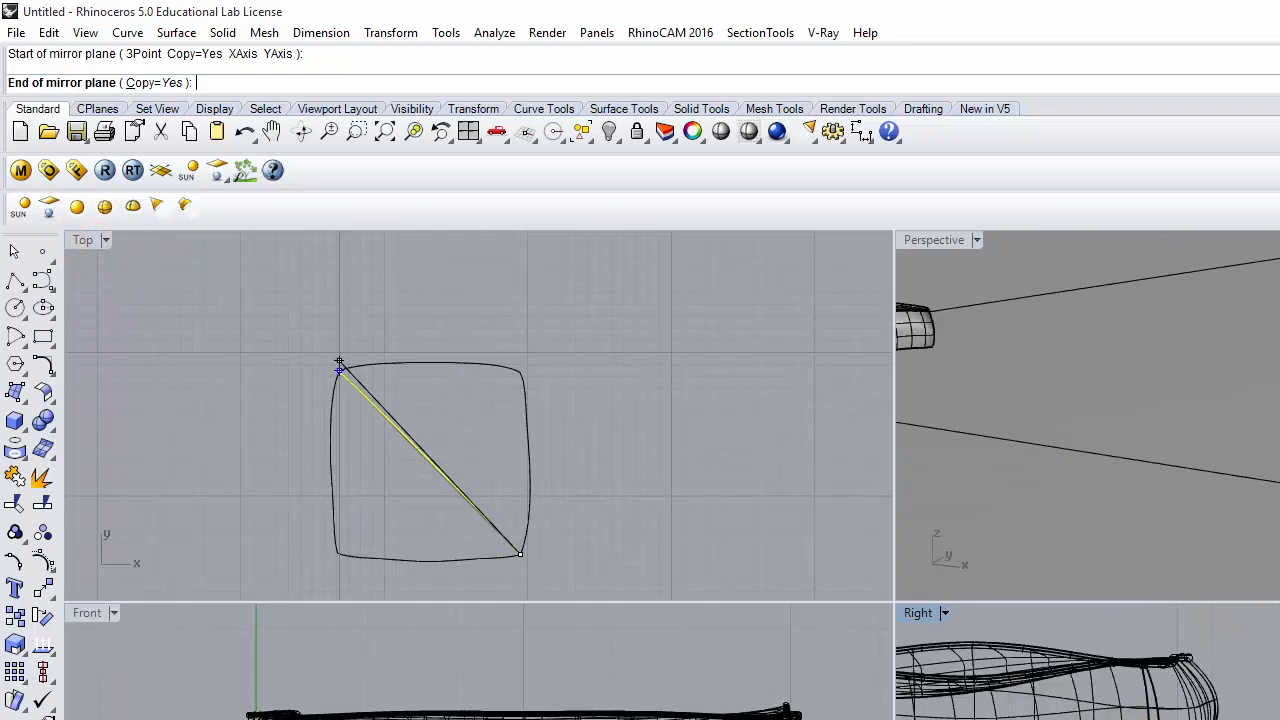 Untitled - Rhinoceros 5.0 Educational Lab License
File Edit View Curve Surface Solid Mesh Dimension Transform Tools Analyze Render Panels RhinoCAM 2016 SectionTools V-Ray Help
Start of mirror plane ( 3Point Copy=Yes XAxis YAxis ):
End of mirror plane ( Copy=Yes ):
Standard CPlanes Set View Display Select Viewport Layout Visibility Transform Curve Tools Surface Tools Solid Tools Mesh Tools Render Tools Drafting New in V5
M O F R RT SUN
SUN
Top Perspective
y x
z y x
Front Right